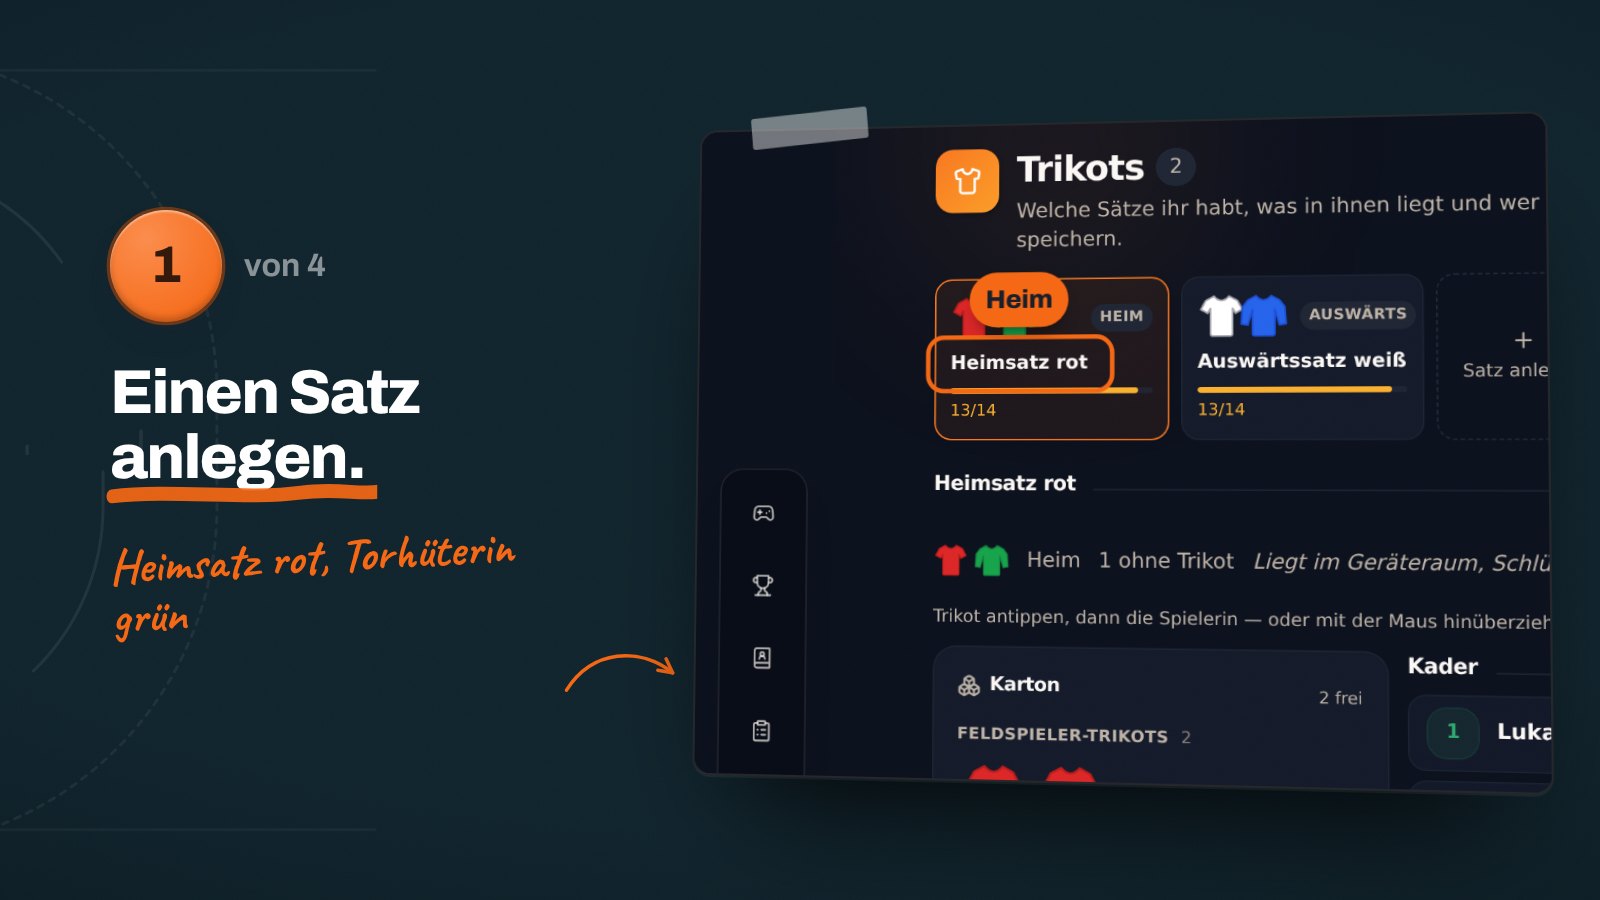 1 von 4
Einen Satz
anlegen.
Heimsatz rot, Torhüterin
grün
Trikots 2
Welche Sätze ihr habt, was in ihnen liegt und wer
speichern.
Heim
HEIM
Heimsatz rot
13/14
AUSWÄRTS
Auswärtssatz weiß
13/14
+
Satz anle
Heimsatz rot
Heim 1 ohne Trikot Liegt im Geräteraum, Schlü
Trikot antippen, dann die Spielerin — oder mit der Maus hinüberzieh
Karton 2 frei
FELDSPIELER-TRIKOTS 2
Kader
1 Luka